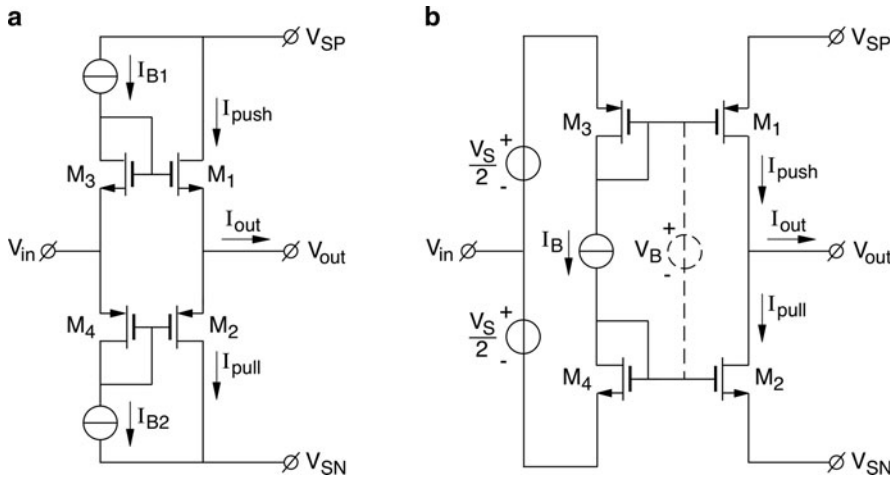 a
V_SP
I_B1
I_push
M_3
M_1
I_out
V_in
V_out
M_4
M_2
I_pull
I_B2
V_SN
b
V_SP
M_3
M_1
+
V_S/2
-
I_push
I_B
+
V_B
-
I_out
V_in
V_out
+
V_S/2
-
I_pull
M_4
M_2
V_SN